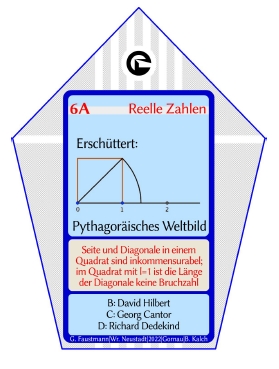 6A Reelle Zahlen
Erschüttert:
0 1 2
Pythagoräisches Weltbild
Seite und Diagonale in einem
Quadrat sind inkommensurabel;
im Quadrat mit l=1 ist die Länge
der Diagonale keine Bruchzahl
B: David Hilbert
C: Georg Cantor
D: Richard Dedekind
G. Faustmann|Wr. Neustadt|2022|Gornau|B. Kalch